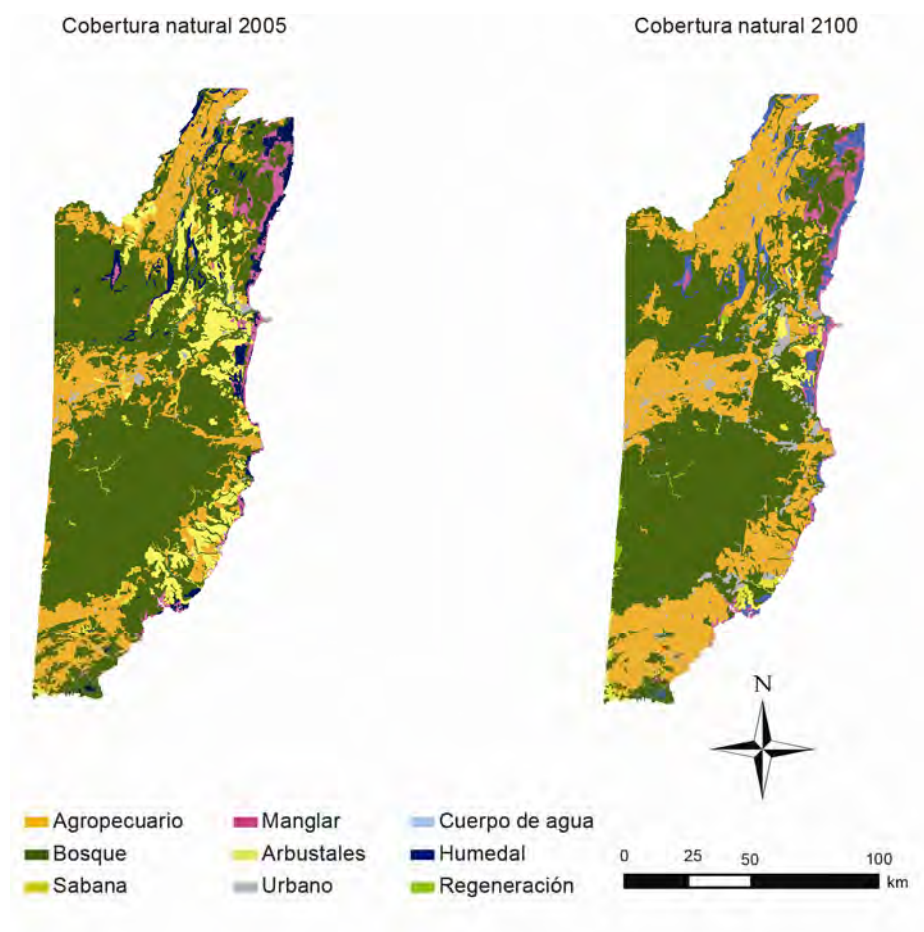 Cobertura natural 2005
Cobertura natural 2100
N
Agropecuario
Manglar
Cuerpo de agua
Bosque
Arbustales
Humedal
Sabana
Urbano
Regeneración
0 25 50 100
km